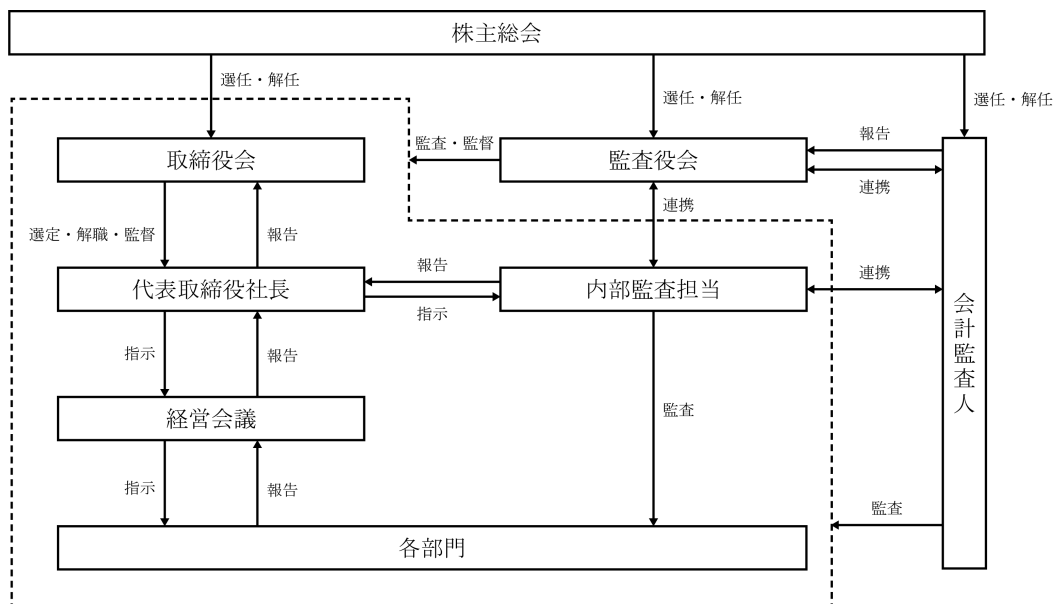 株主総会
選任・解任
選任・解任
選任・解任
取締役会
監査・監督
監査役会
報告
連携
選定・解職・監督
報告
連携
代表取締役社長
報告
指示
内部監査担当
連携
会計監査人
指示
報告
経営会議
監査
指示
報告
監査
各部門